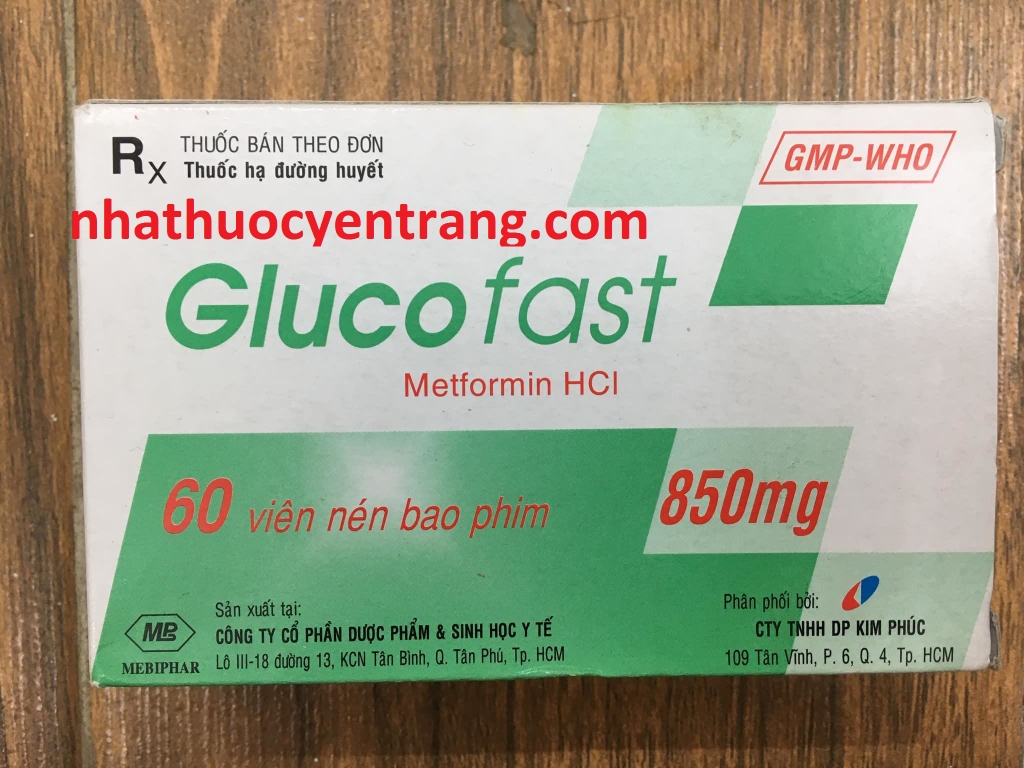 Rx THUỐC BÁN THEO ĐƠN
Thuốc hạ đường huyết
GMP-WHO
nhathuocyentrang.com
Glucofast
Metformin HCl
60 viên nén bao phim
850mg
Sản xuất tại:
CÔNG TY CỔ PHẦN DƯỢC PHẨM & SINH HỌC Y TẾ
Lô III-18 đường 13, KCN Tân Bình, Q. Tân Phú, Tp. HCM
MB
MEBIPHAR
Phân phối bởi:
CTY TNHH DP KIM PHÚC
109 Tân Vĩnh, P. 6, Q. 4, Tp. HCM